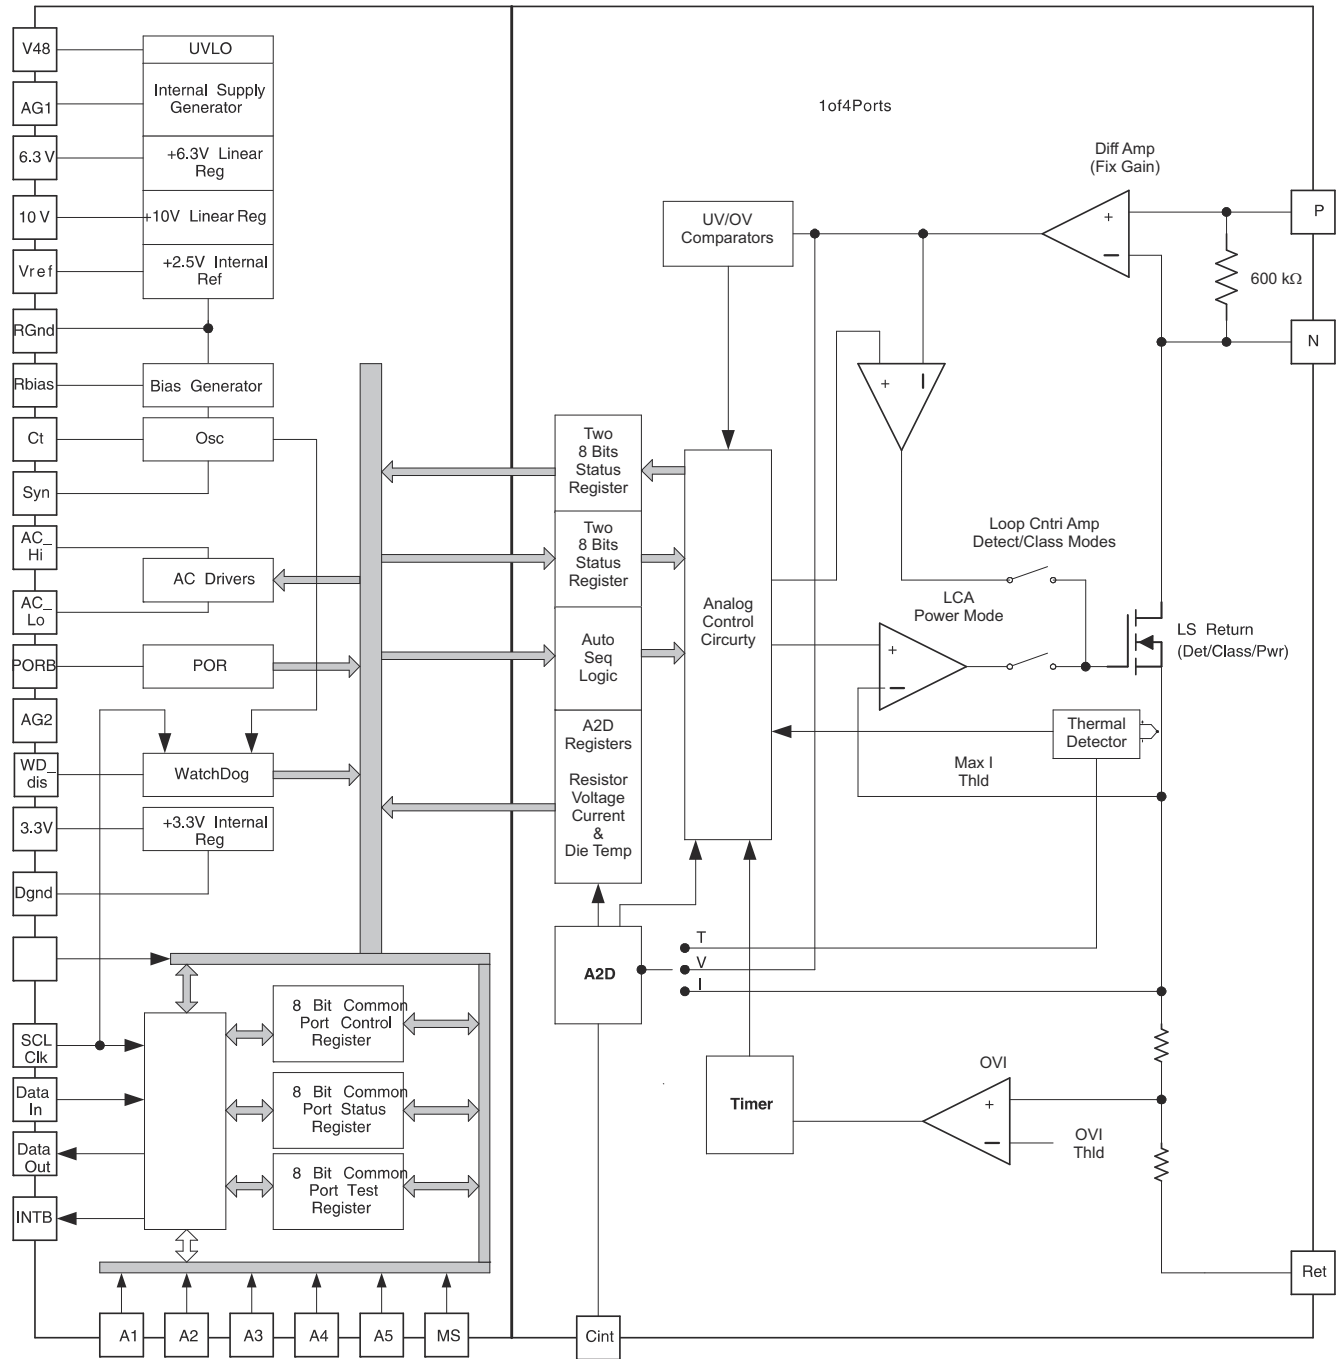 V48
UVLO
AG1
Internal Supply
Generator
6.3 V
+6.3V Linear
Reg
10 V
+10V Linear Reg
Vref
+2.5V Internal
Ref
RGnd
Rbias
Bias Generator
Ct
Osc
Syn
AC_
Hi
AC Drivers
AC_
Lo
PORB
POR
AG2
WD_
dis
WatchDog
3.3V
+3.3V Internal
Reg
Dgnd
SCL
Clk
Data
In
Data
Out
INTB
8 Bit Common
Port Control
Register
8 Bit Common
Port Status
Register
8 Bit Common
Port Test
Register
A1
A2
A3
A4
A5
MS
1of4Ports
Diff Amp
(Fix Gain)
P
600 kΩ
N
UV/OV
Comparators
+
−
+
−
Two
8 Bits
Status
Register
Two
8 Bits
Status
Register
Auto
Seq
Logic
A2D
Registers
Resistor
Voltage
Current
&
Die Temp
Analog
Control
Circurty
Loop Cntri Amp
Detect/Class Modes
LCA
Power Mode
+
−
LS Return
(Det/Class/Pwr)
Thermal
Detector
Max I
Thld
A2D
T
V
I
Timer
OVI
+
−
OVI
Thld
Ret
Cint